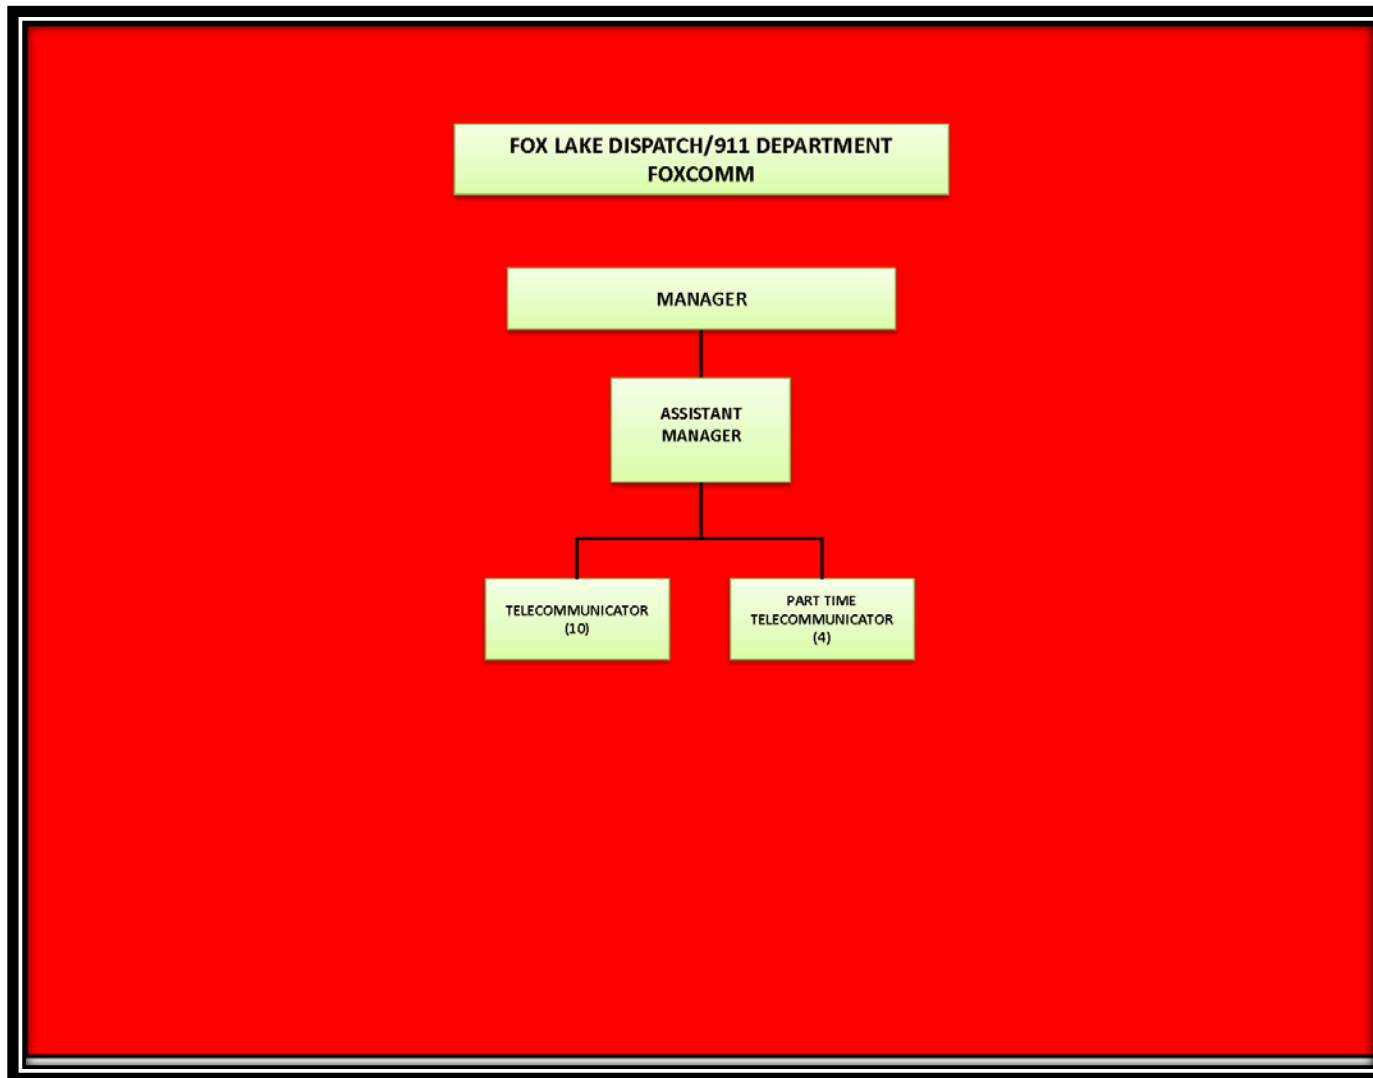 FOX LAKE DISPATCH/911 DEPARTMENT
FOXCOMM
MANAGER
ASSISTANT
MANAGER
TELECOMMUNICATOR
(10)
PART TIME
TELECOMMUNICATOR
(4)